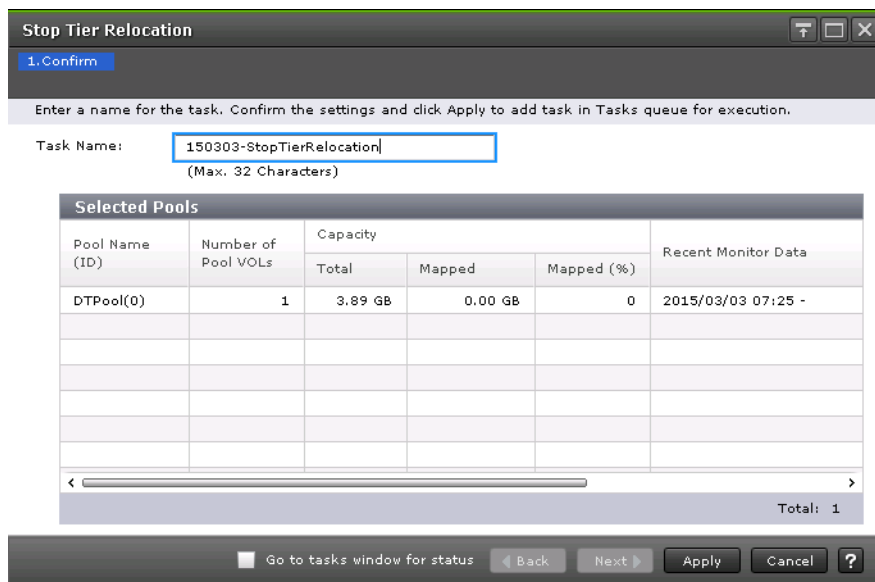 Stop Tier Relocation
1.Confirm
Enter a name for the task. Confirm the settings and click Apply to add task in Tasks queue for execution.
Task Name:
150303-StopTierRelocation
(Max. 32 Characters)
Selected Pools
Pool Name
(ID)
Number of
Pool VOLs
Capacity
Total
Mapped
Mapped (%)
Recent Monitor Data
DTPool(0)
1
3.89 GB
0.00 GB
0
2015/03/03 07:25 -
Total: 1
Go to tasks window for status
Back
Next
Apply
Cancel
?